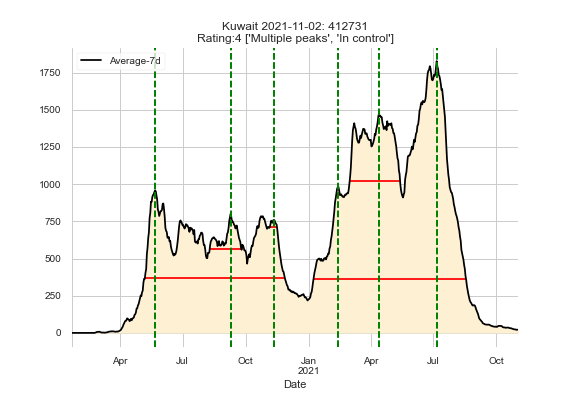 Kuwait 2021-11-02: 412731
Rating:4 ['Multiple peaks', 'In control']
Average-7d
1750
1500
1250
1000
750
500
250
0
Apr Jul Oct Jan Apr Jul Oct
2021
Date